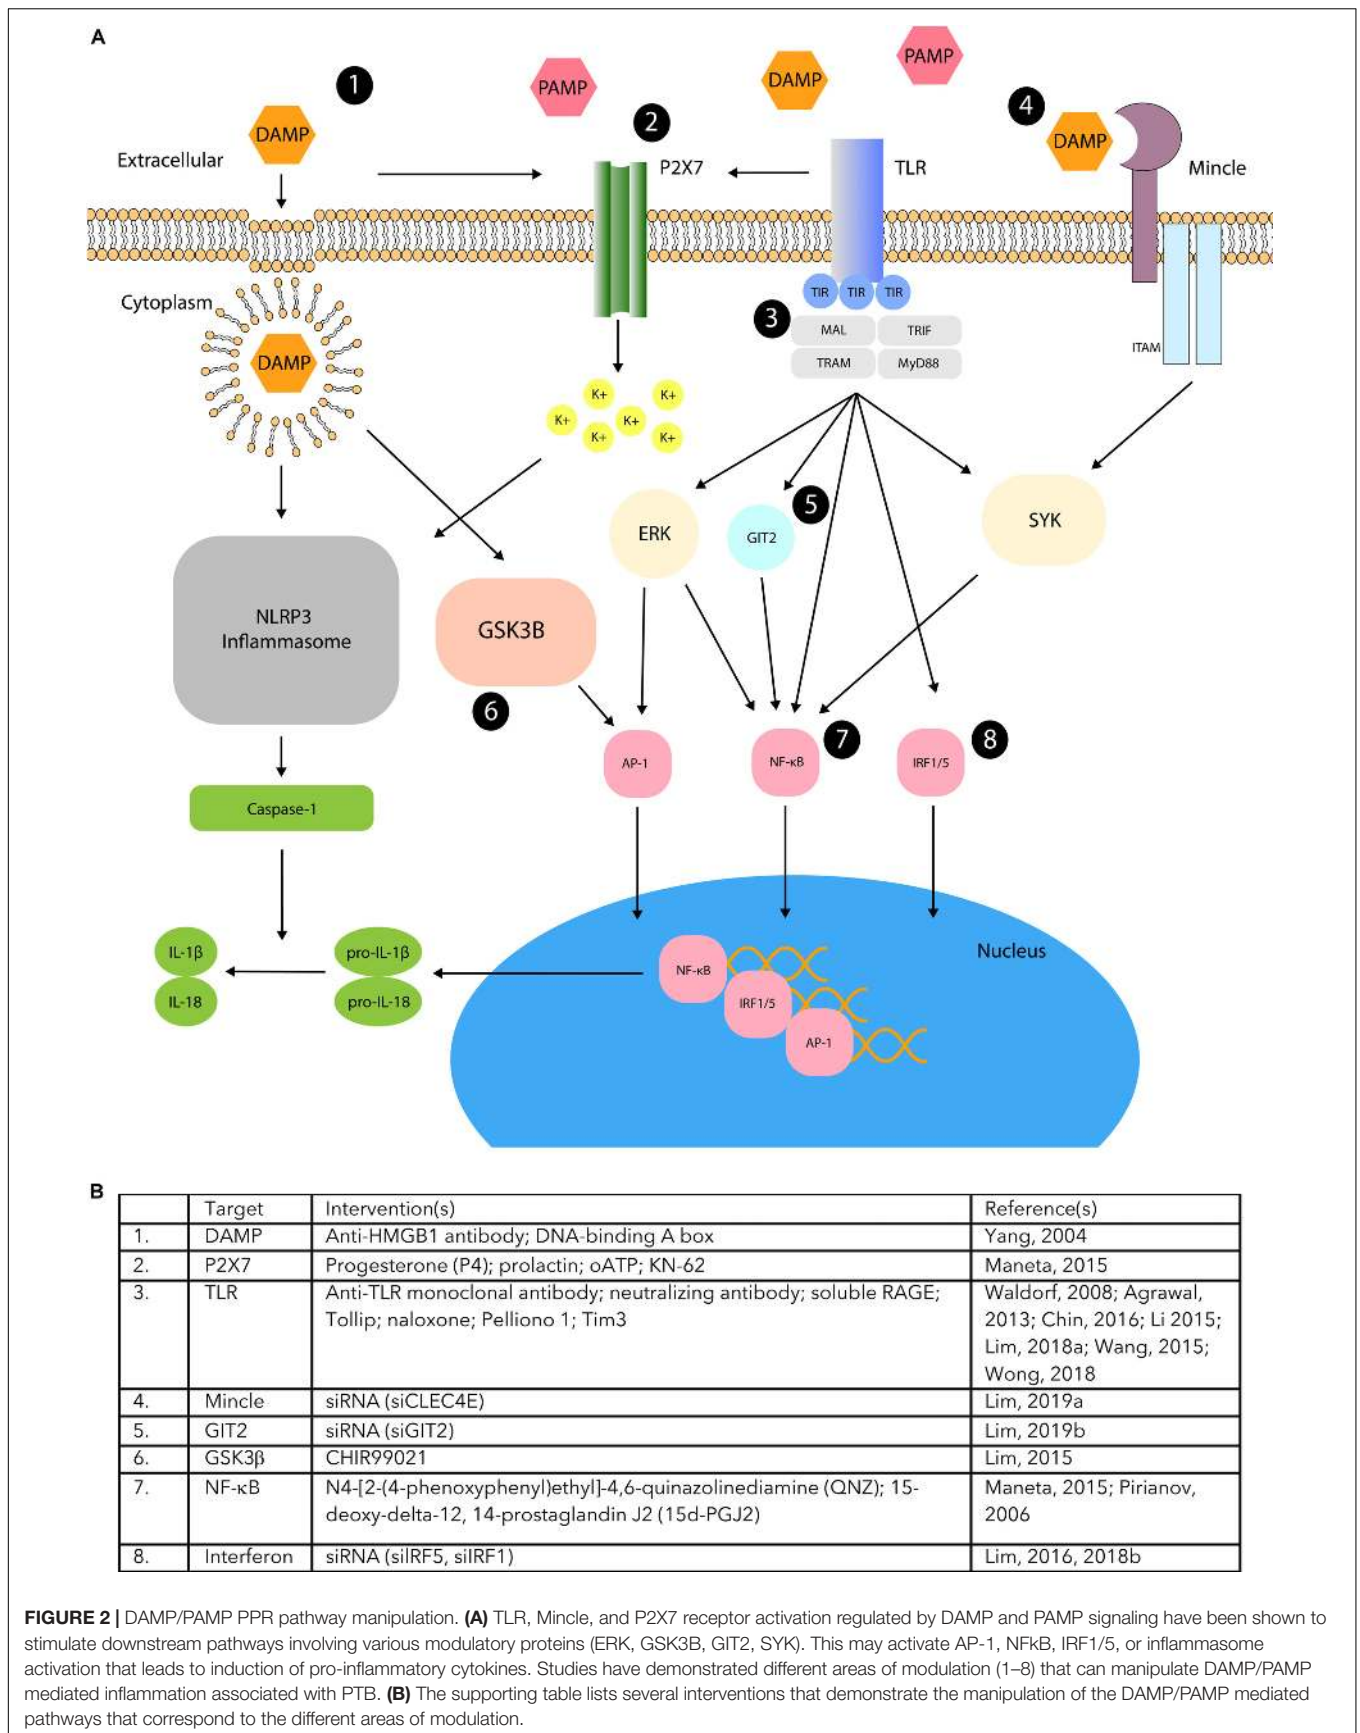 A
1
PAMP
DAMP
PAMP
DAMP
2
4
DAMP
Extracellular
P2X7
TLR
Mincle
Cytoplasm
TIR
TIR
TIR
3
MAL
TRIF
TRAM
MyD88
ITAM
DAMP
K+
K+
K+
K+
K+
K+
5
ERK
GIT2
SYK
NLRP3
Inflammasome
GSK3B
6
7
8
AP-1
NF-κB
IRF1/5
Caspase-1
Nucleus
IL-1β
IL-18
pro-IL-1β
pro-IL-18
NF-κB
IRF1/5
AP-1
B
Target Intervention(s) Reference(s)
1. DAMP Anti-HMGB1 antibody; DNA-binding A box Yang, 2004
2. P2X7 Progesterone (P4); prolactin; oATP; KN-62 Maneta, 2015
3. TLR Anti-TLR monoclonal antibody; neutralizing antibody; soluble RAGE; Waldorf, 2008; Agrawal,
Tollip; naloxone; Pelliono 1; Tim3 2013; Chin, 2016; Li 2015;
Lim, 2018a; Wang, 2015;
Wong, 2018
4. Mincle siRNA (siCLEC4E) Lim, 2019a
5. GIT2 siRNA (siGIT2) Lim, 2019b
6. GSK3β CHIR99021 Lim, 2015
7. NF-κB N4-[2-(4-phenoxyphenyl)ethyl]-4,6-quinazolinediamine (QNZ); 15- Maneta, 2015; Pirianov,
deoxy-delta-12, 14-prostaglandin J2 (15d-PGJ2) 2006
8. Interferon siRNA (siIRF5, siIRF1) Lim, 2016, 2018b
FIGURE 2 | DAMP/PAMP PPR pathway manipulation. (A) TLR, Mincle, and P2X7 receptor activation regulated by DAMP and PAMP signaling have been shown to
stimulate downstream pathways involving various modulatory proteins (ERK, GSK3B, GIT2, SYK). This may activate AP-1, NFkB, IRF1/5, or inflammasome
activation that leads to induction of pro-inflammatory cytokines. Studies have demonstrated different areas of modulation (1–8) that can manipulate DAMP/PAMP
mediated inflammation associated with PTB. (B) The supporting table lists several interventions that demonstrate the manipulation of the DAMP/PAMP mediated
pathways that correspond to the different areas of modulation.